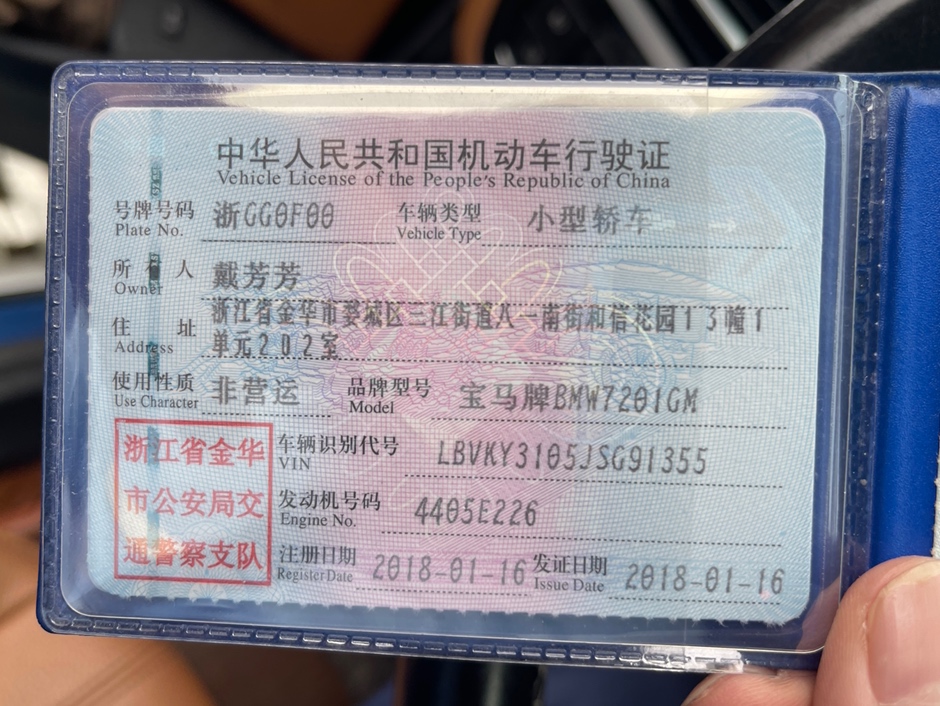 中华人民共和国机动车行驶证
Vehicle License of the People's Republic of China
号牌号码 浙GG0F00 车辆类型 小型轿车
Plate No. Vehicle Type
所有人 戴芳芳
Owner
住址 浙江省金华市婺城区三江街道八一南街和信花园13幢1
Address 单元202室
使用性质 非营运 品牌型号 宝马牌BMW7201GM
Use Character Model
浙江省金华 车辆识别代号 LBVKY3105JSG91355
VIN
市公安局交 发动机号码 4405E226
Engine No.
通警察支队 注册日期 2018-01-16 发证日期 2018-01-16
Register Date Issue Date